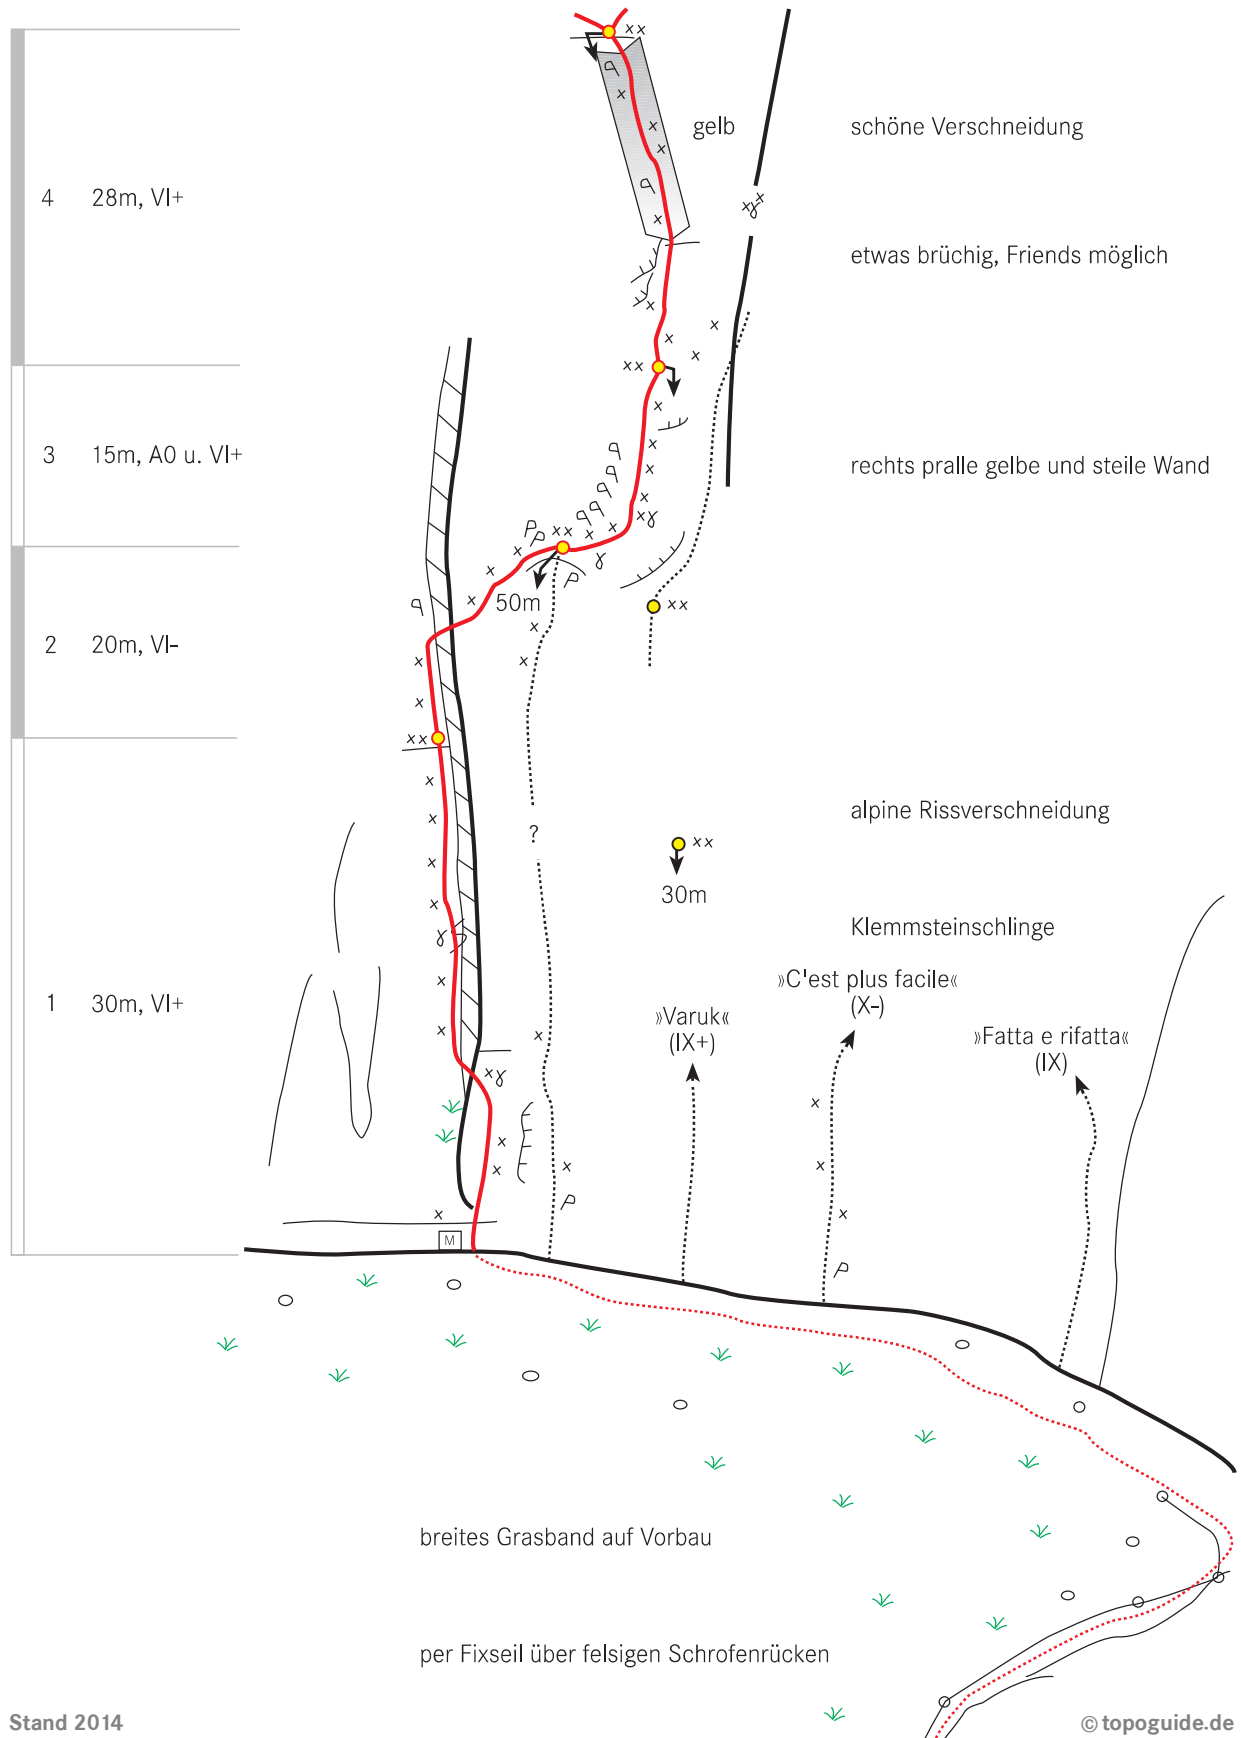 gelb
schöne Verschneidung
4 28m, VI+
etwas brüchig, Friends möglich
3 15m, A0 u. VI+
rechts pralle gelbe und steile Wand
50m
2 20m, VI-
alpine Rissverschneidung
?
30m
Klemmsteinschlinge
»C'est plus facile«
(X-)
1 30m, VI+
»Varuk«
(IX+)
»Fatta e rifatta«
(IX)
M
breites Grasband auf Vorbau
per Fixseil über felsigen Schrofenrücken
Stand 2014
© topoguide.de